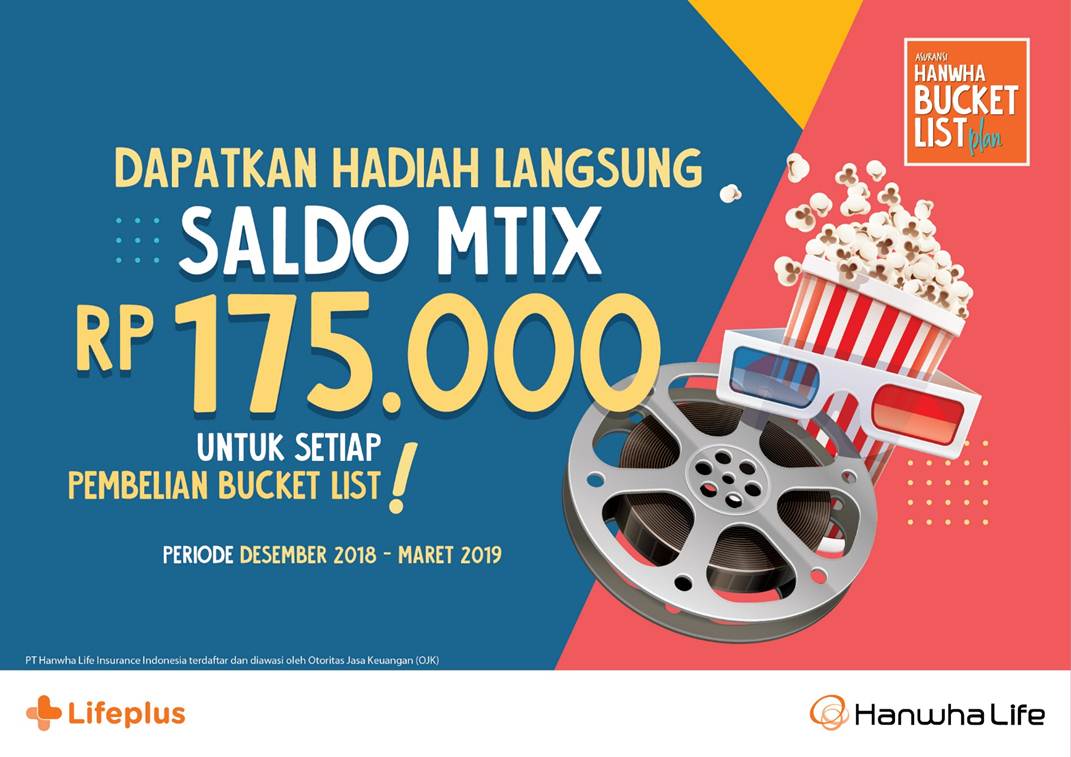 ASURANSI
HANWHA
BUCKET
LIST plan
DAPATKAN HADIAH LANGSUNG
SALDO MTIX
RP 175.000
UNTUK SETIAP
PEMBELIAN BUCKET LIST !
PERIODE DESEMBER 2018 - MARET 2019
PT Hanwha Life Insurance Indonesia terdaftar dan diawasi oleh Otoritas Jasa Keuangan (OJK)
Lifeplus
Hanwha Life